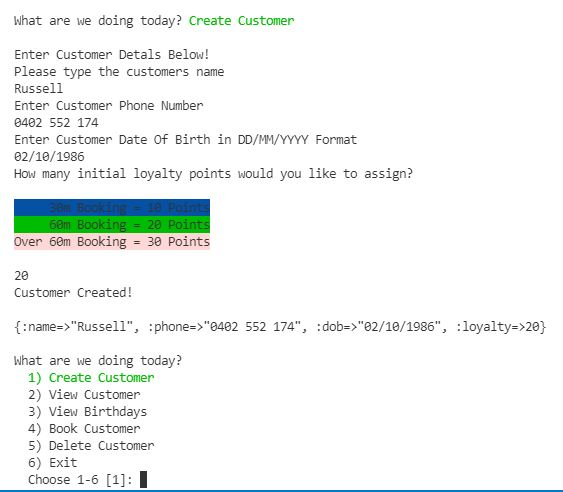 What are we doing today? Create Customer
Enter Customer Detals Below!
Please type the customers name
Russell
Enter Customer Phone Number
0402 552 174
Enter Customer Date Of Birth in DD/MM/YYYY Format
02/10/1986
How many initial loyalty points would you like to assign?
30m Booking = 10 Points
60m Booking = 20 Points
Over 60m Booking = 30 Points
20
Customer Created!
{:name=>"Russell", :phone=>"0402 552 174", :dob=>"02/10/1986", :loyalty=>20}
What are we doing today?
1) Create Customer
2) View Customer
3) View Birthdays
4) Book Customer
5) Delete Customer
6) Exit
Choose 1-6 [1]: